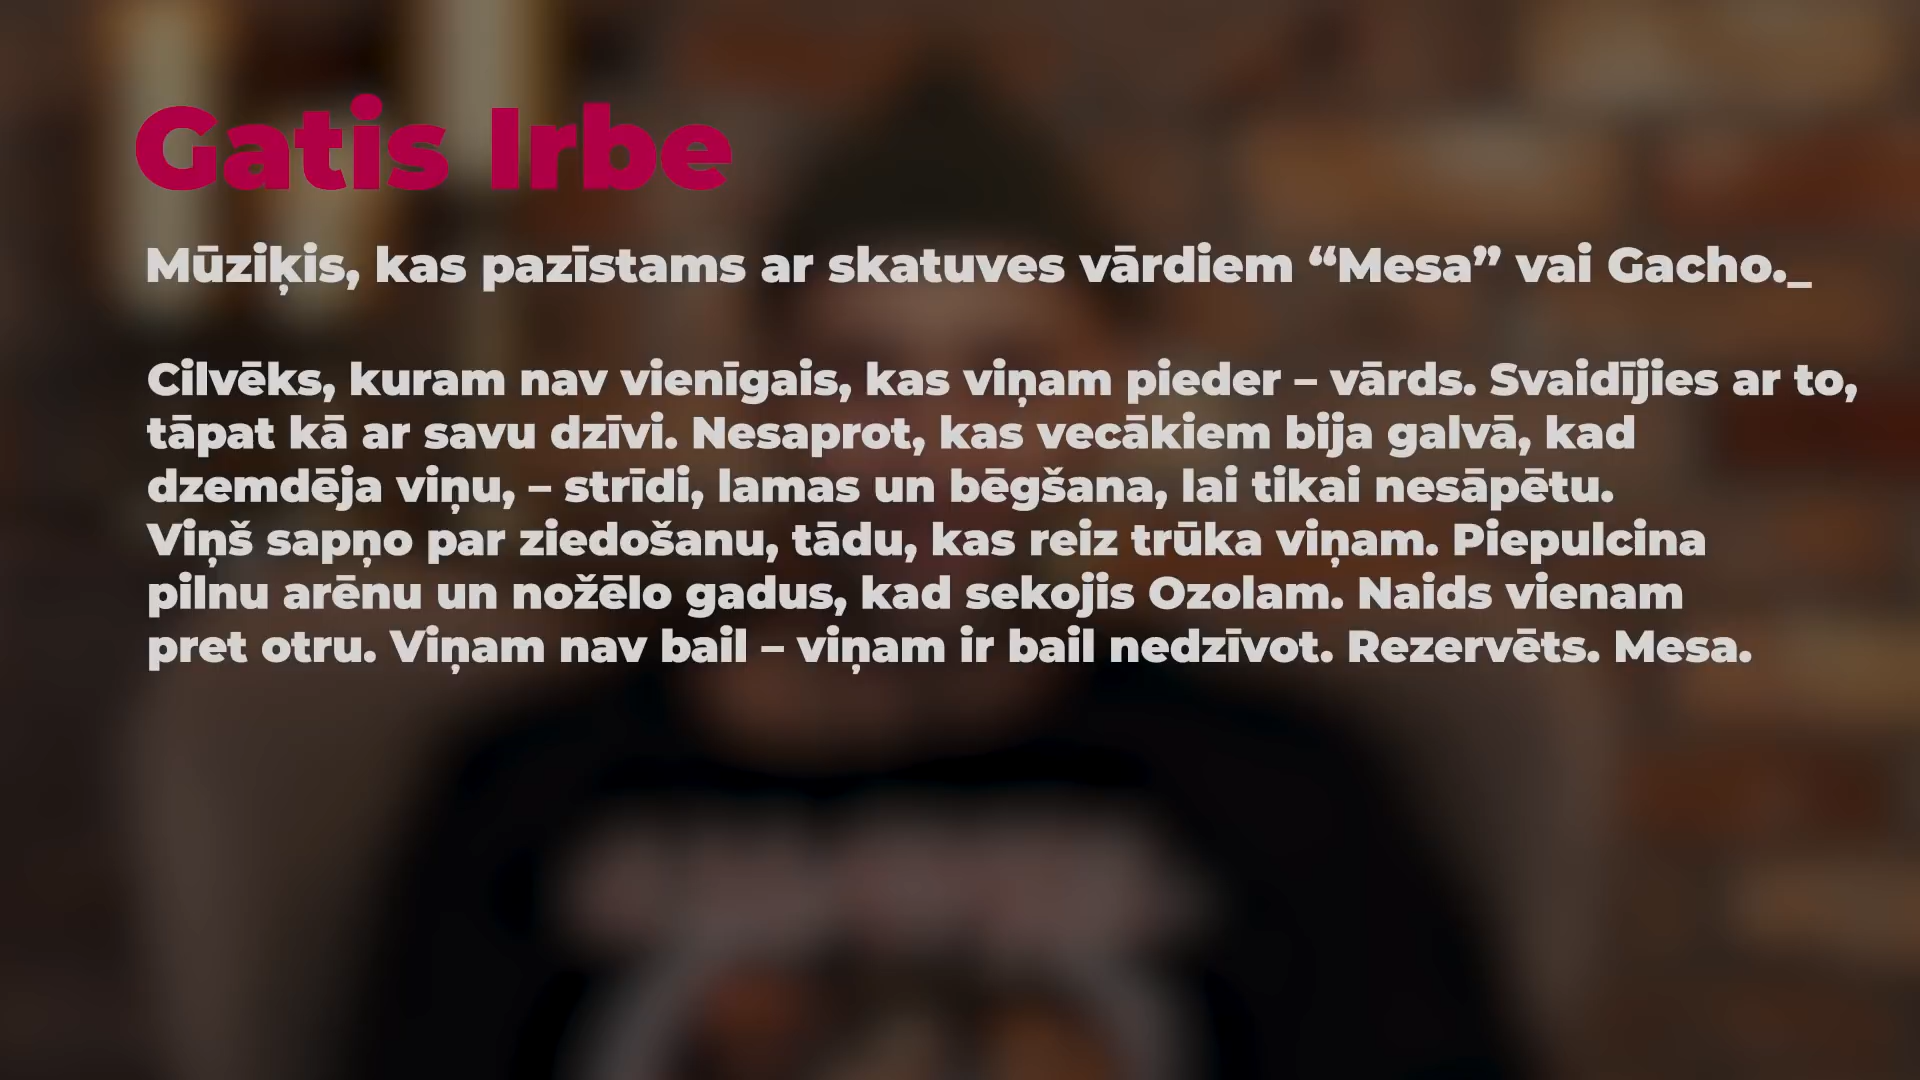 Gatis Irbe
Mūziķis, kas pazīstams ar skatuves vārdiem “Mesa” vai Gacho._
Cilvēks, kuram nav vienīgais, kas viņam pieder – vārds. Svaidījies ar to,
tāpat kā ar savu dzīvi. Nesaprot, kas vecākiem bija galvā, kad
dzemdēja viņu, – strīdi, lamas un bēgšana, lai tikai nesāpētu.
Viņš sapņo par ziedošanu, tādu, kas reiz trūka viņam. Piepulcina
pilnu arēnu un nožēlo gadus, kad sekojis Ozolam. Naids vienam
pret otru. Viņam nav bail – viņam ir bail nedzīvot. Rezervēts. Mesa.